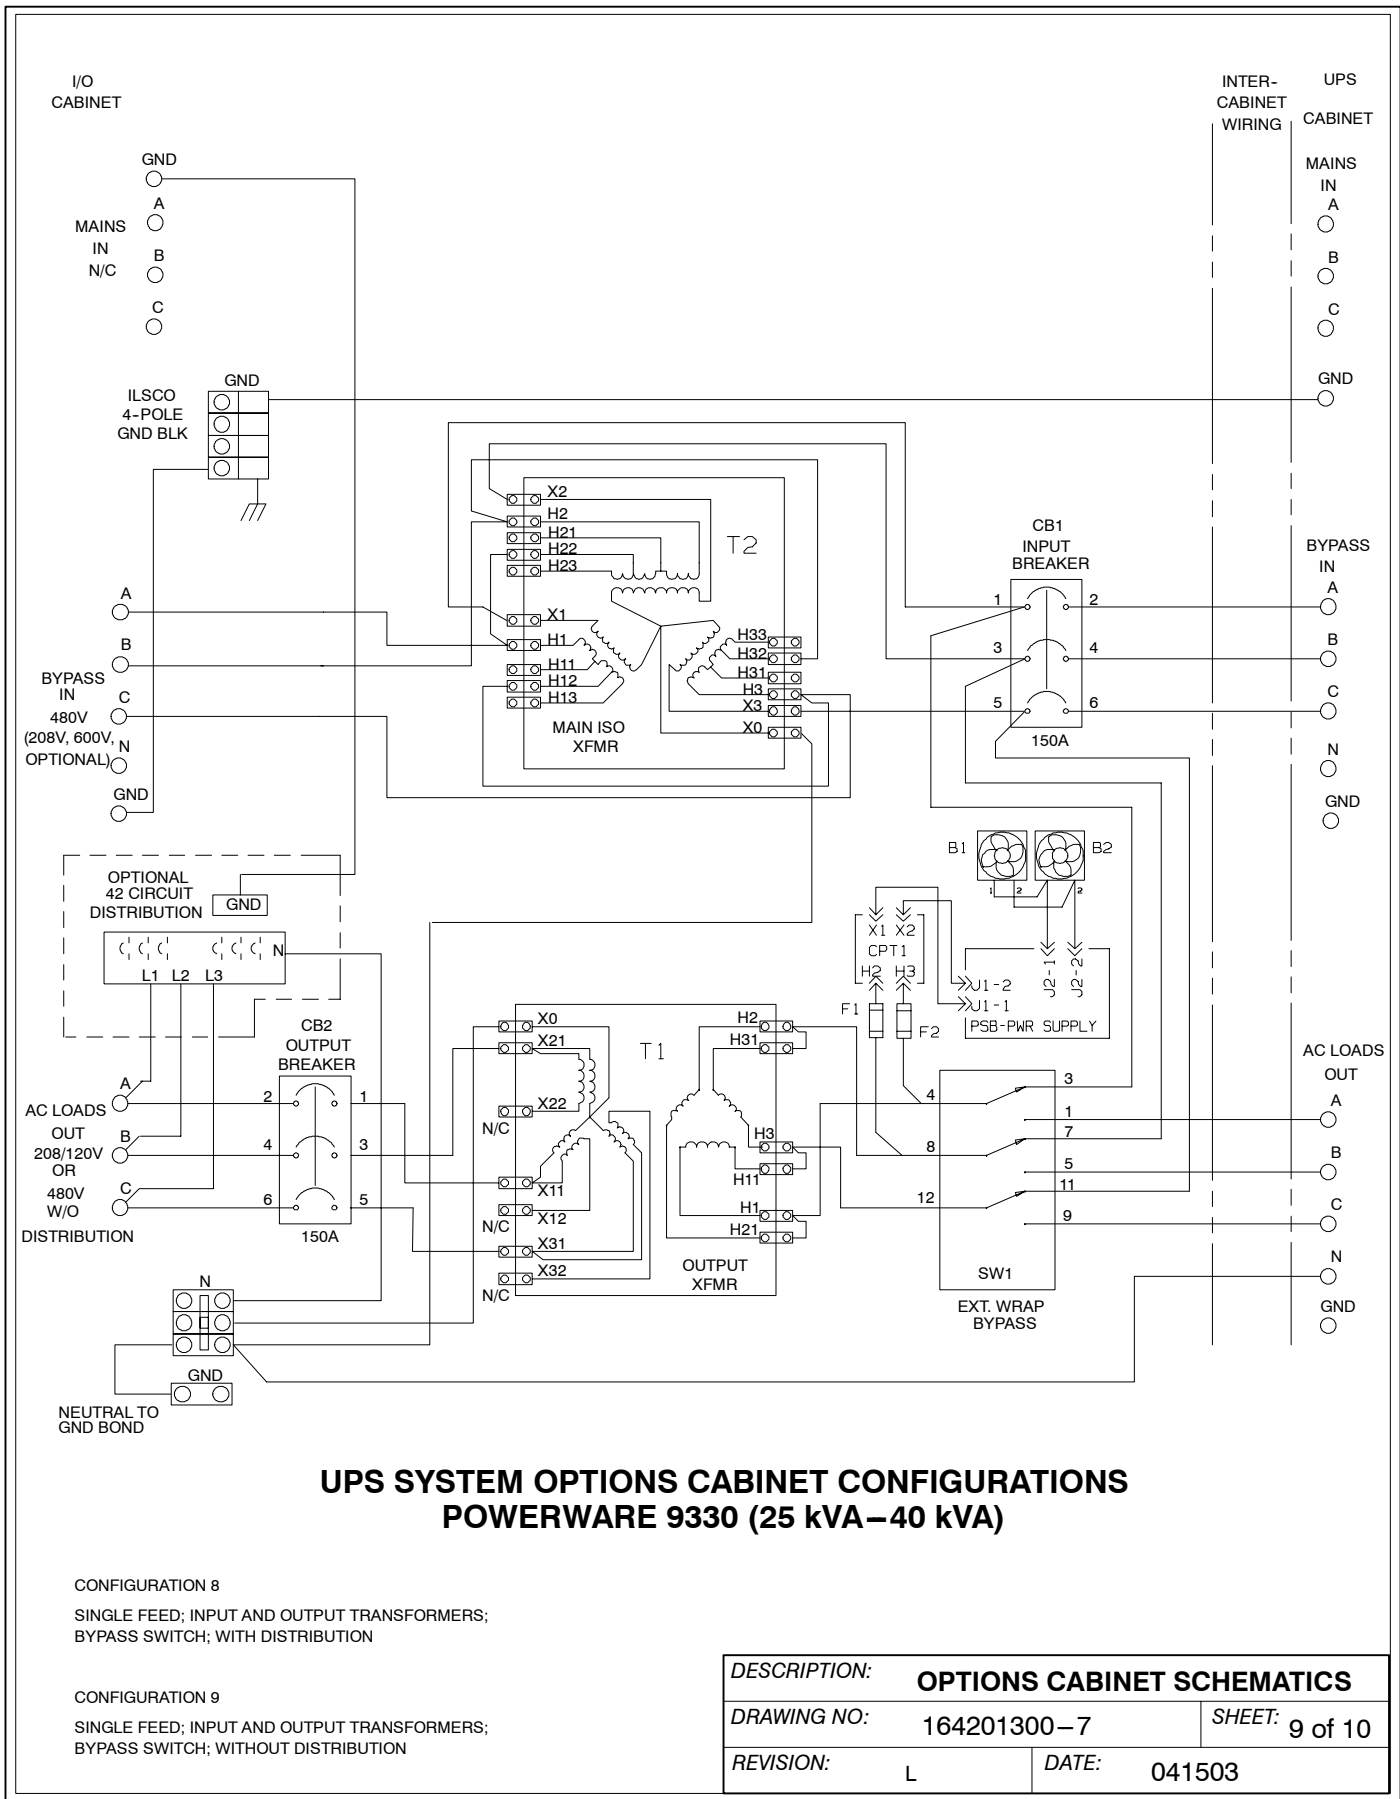 I/O
CABINET
INTER-
CABINET
WIRING
UPS
CABINET
GND
A
MAINS
IN
N/C
B
C
MAINS
IN
A
B
C
GND
GND
ILSCO
4-POLE
GND BLK
X2
H2
H21
H22
H23
T2
X1
H1
H11
H12
H13
H33
H32
H31
H3
X3
X0
MAIN ISO
XFMR
CB1
INPUT
BREAKER
1
2
3
4
5
6
150A
BYPASS
IN
A
B
C
N
GND
A
B
BYPASS
IN
C
480V
(208V, 600V,
N
OPTIONAL)
GND
OPTIONAL
42 CIRCUIT
DISTRIBUTION
GND
N
L1
L2
L3
B1
B2
1
2
2
X1
X2
CPT1
H2
H3
F1
F2
J1-2
J1-1
J2-1
J2-2
PSB-PWR SUPPLY
CB2
OUTPUT
BREAKER
2
1
4
3
6
5
150A
A
AC LOADS
OUT
B
208/120V
OR
C
480V
W/O
DISTRIBUTION
X0
X21
T1
X22
N/C
X11
X12
N/C
X31
X32
N/C
H2
H31
H3
H11
H1
H21
OUTPUT
XFMR
4
3
1
8
7
5
12
11
9
SW1
EXT. WRAP
BYPASS
AC LOADS
OUT
A
B
C
N
GND
N
GND
NEUTRAL TO
GND BOND
UPS SYSTEM OPTIONS CABINET CONFIGURATIONS
POWERWARE 9330 (25 kVA–40 kVA)
CONFIGURATION 8
SINGLE FEED; INPUT AND OUTPUT TRANSFORMERS;
BYPASS SWITCH; WITH DISTRIBUTION
CONFIGURATION 9
SINGLE FEED; INPUT AND OUTPUT TRANSFORMERS;
BYPASS SWITCH; WITHOUT DISTRIBUTION
DESCRIPTION: OPTIONS CABINET SCHEMATICS
DRAWING NO: 164201300–7 SHEET: 9 of 10
REVISION: L DATE: 041503